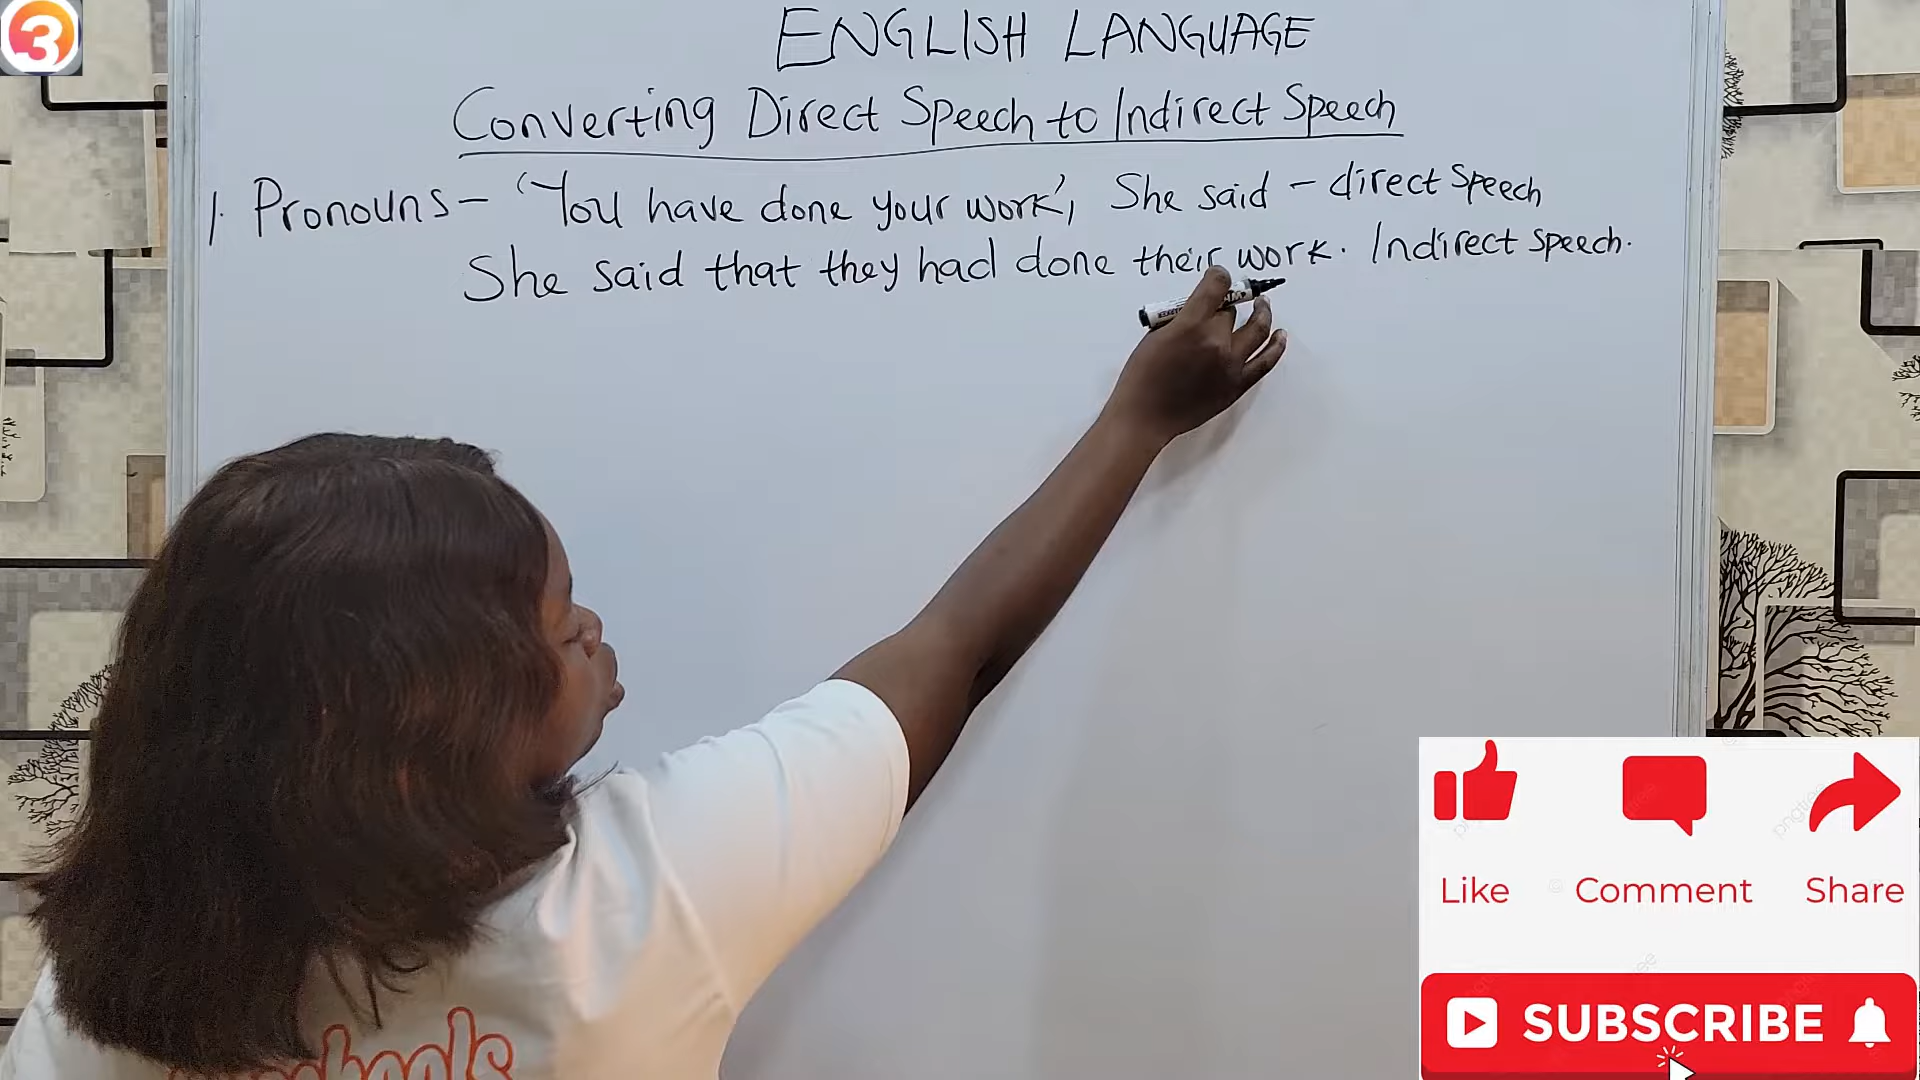 3
ENGLISH LANGUAGE
Converting Direct Speech to Indirect Speech
1. Pronouns - 'You have done your work', She said - direct speech
She said that they had done their work. Indirect speech.
Like Comment Share
SUBSCRIBE